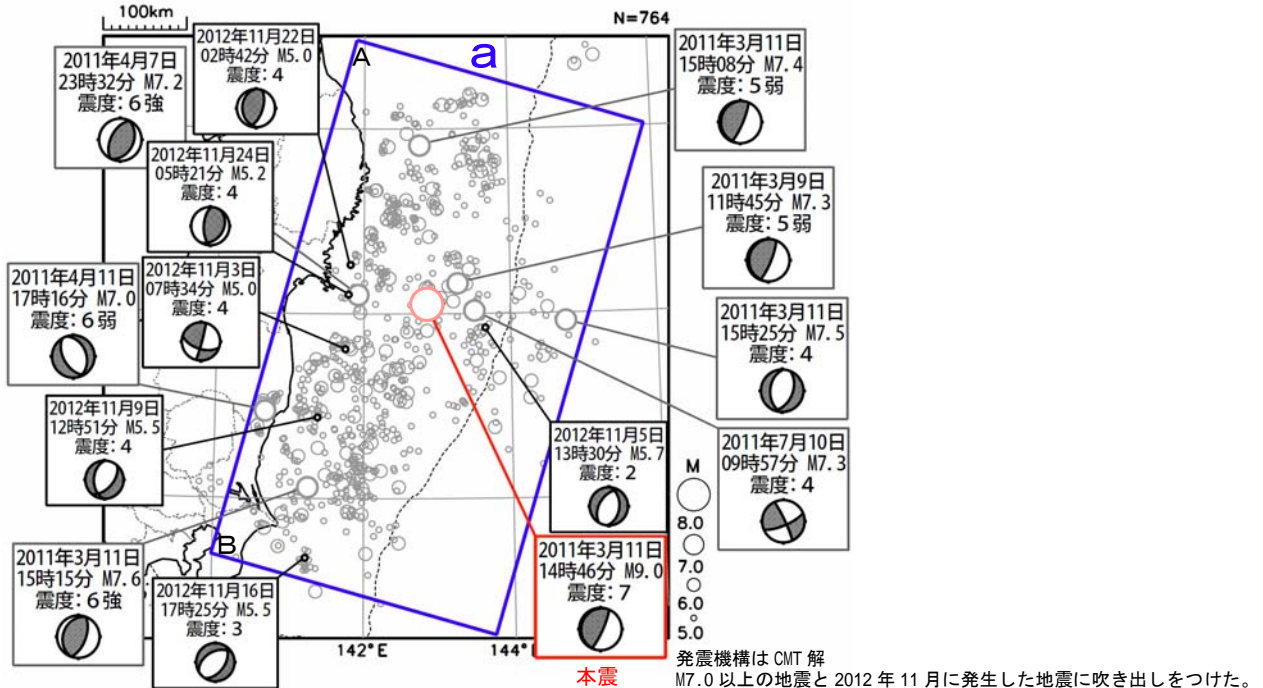 100km
N=764
a
A
B
2012年11月22日
02時42分 M5.0
震度:4
2011年4月7日
23時32分 M7.2
震度:6強
2011年3月11日
15時08分 M7.4
震度:5弱
2012年11月24日
05時21分 M5.2
震度:4
2011年3月9日
11時45分 M7.3
震度:5弱
2011年4月11日
17時16分 M7.0
震度:6弱
2012年11月3日
07時34分 M5.0
震度:4
2011年3月11日
15時25分 M7.5
震度:4
2012年11月9日
12時51分 M5.5
震度:4
2012年11月5日
13時30分 M5.7
震度:2
2011年7月10日
09時57分 M7.3
震度:4
M
8.0
7.0
6.0
5.0
2011年3月11日
15時15分 M7.6
震度:6強
2012年11月16日
17時25分 M5.5
震度:3
2011年3月11日
14時46分 M9.0
震度:7
本震
142°E
144°
発震機構は CMT 解
M7.0 以上の地震と 2012 年 11 月に発生した地震に吹き出しをつけた。